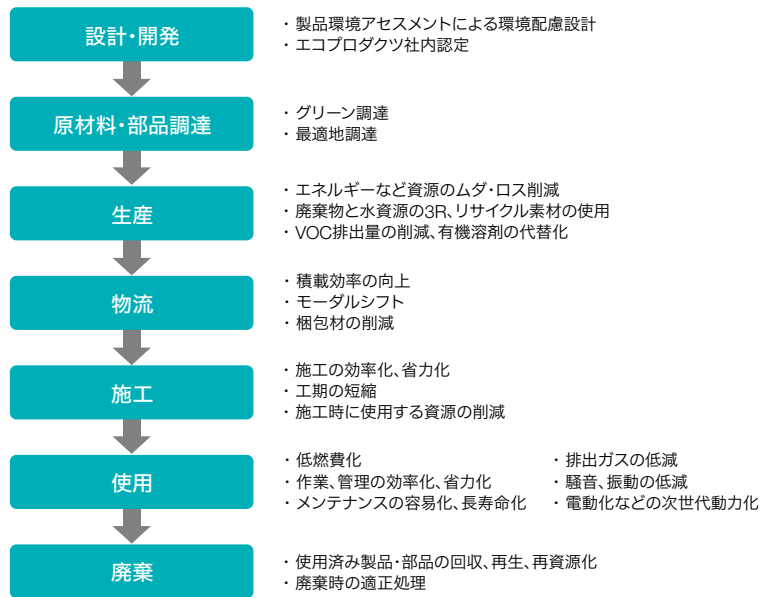 設計・開発
・製品環境アセスメントによる環境配慮設計
・エコプロダクツ社内認定
原材料・部品調達
・グリーン調達
・最適地調達
生産
・エネルギーなど資源のムダ・ロス削減
・廃棄物と水資源の3R、リサイクル素材の使用
・VOC排出量の削減、有機溶剤の代替化
物流
・積載効率の向上
・モーダルシフト
・梱包材の削減
施工
・施工の効率化、省力化
・工期の短縮
・施工時に使用する資源の削減
使用
・低燃費化
・作業、管理の効率化、省力化
・メンテナンスの容易化、長寿命化
・排出ガスの低減
・騒音、振動の低減
・電動化などの次世代動力化
廃棄
・使用済み製品・部品の回収、再生、再資源化
・廃棄時の適正処理